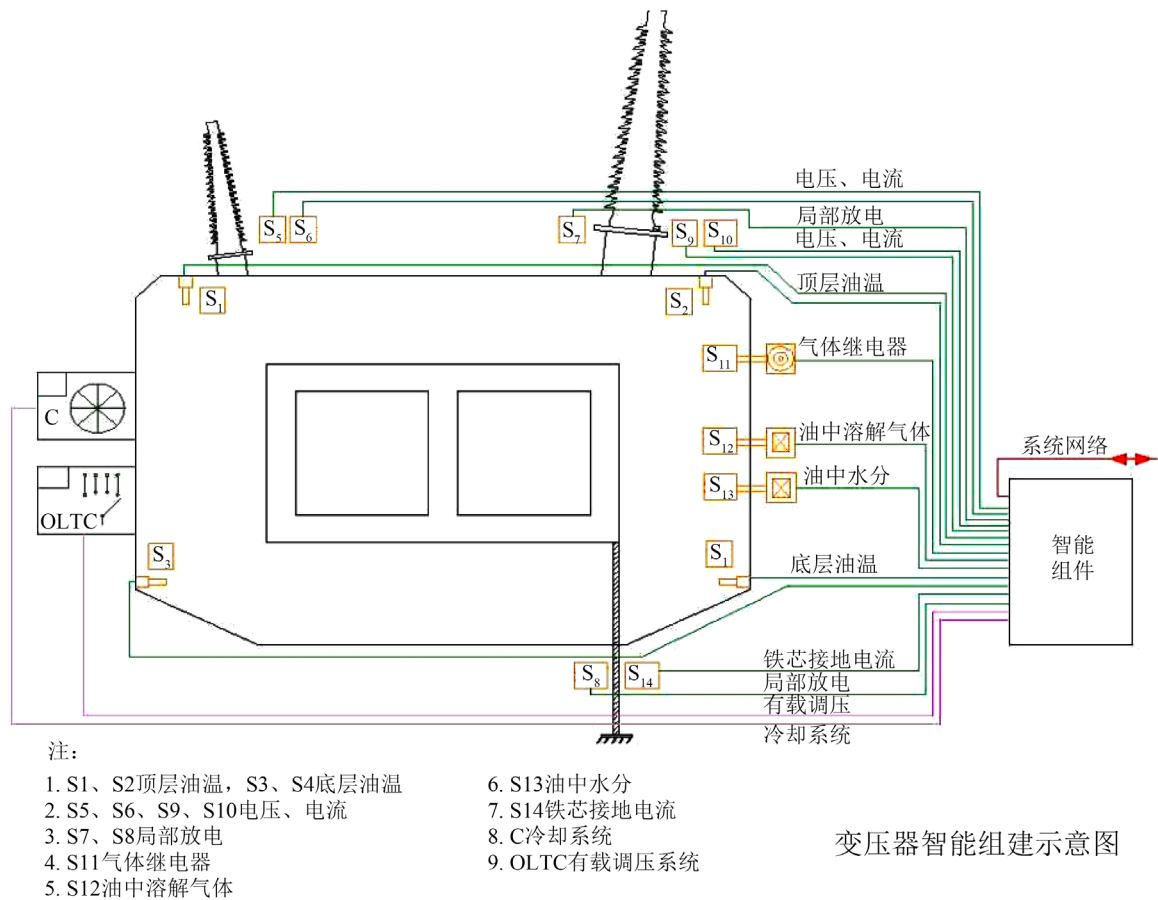 电压、电流
S5 S6 S7 局部放电
S9 S10 电压、电流
S1 S2 顶层油温
S11 气体继电器
C
S12 油中溶解气体
系统网络
OLTC
S13 油中水分
智能
组件
S3 S1 底层油温
铁芯接地电流
S8 S14
局部放电
有载调压
冷却系统
注：
1. S1、S2顶层油温，S3、S4底层油温
2. S5、S6、S9、S10电压、电流
3. S7、S8局部放电
4. S11气体继电器
5. S12油中溶解气体
6. S13油中水分
7. S14铁芯接地电流
8. C冷却系统
9. OLTC有载调压系统
变压器智能组建示意图